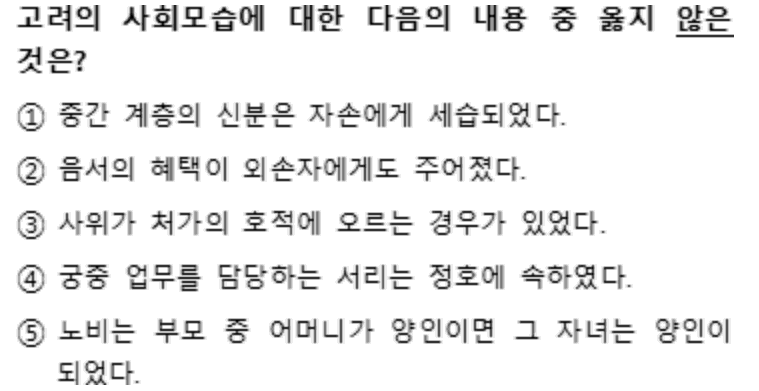 고려의 사회모습에 대한 다음의 내용 중 옳지 않은
것은?
① 중간 계층의 신분은 자손에게 세습되었다.
② 음서의 혜택이 외손자에게도 주어졌다.
③ 사위가 처가의 호적에 오르는 경우가 있었다.
④ 궁중 업무를 담당하는 서리는 정호에 속하였다.
⑤ 노비는 부모 중 어머니가 양인이면 그 자녀는 양인이
되었다.